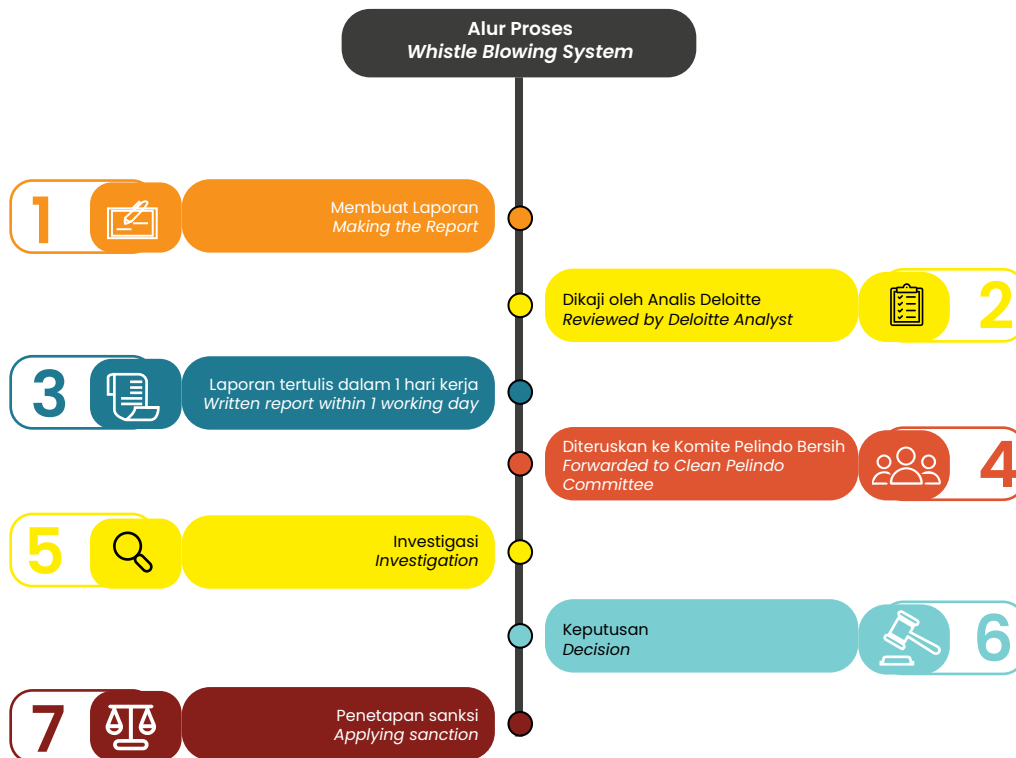 Alur Proses
Whistle Blowing System
1
Membuat Laporan
Making the Report
2
Dikaji oleh Analis Deloitte
Reviewed by Deloitte Analyst
3
Laporan tertulis dalam 1 hari kerja
Written report within 1 working day
4
Diteruskan ke Komite Pelindo Bersih
Forwarded to Clean Pelindo
Committee
5
Investigasi
Investigation
6
Keputusan
Decision
7
Penetapan sanksi
Applying sanction